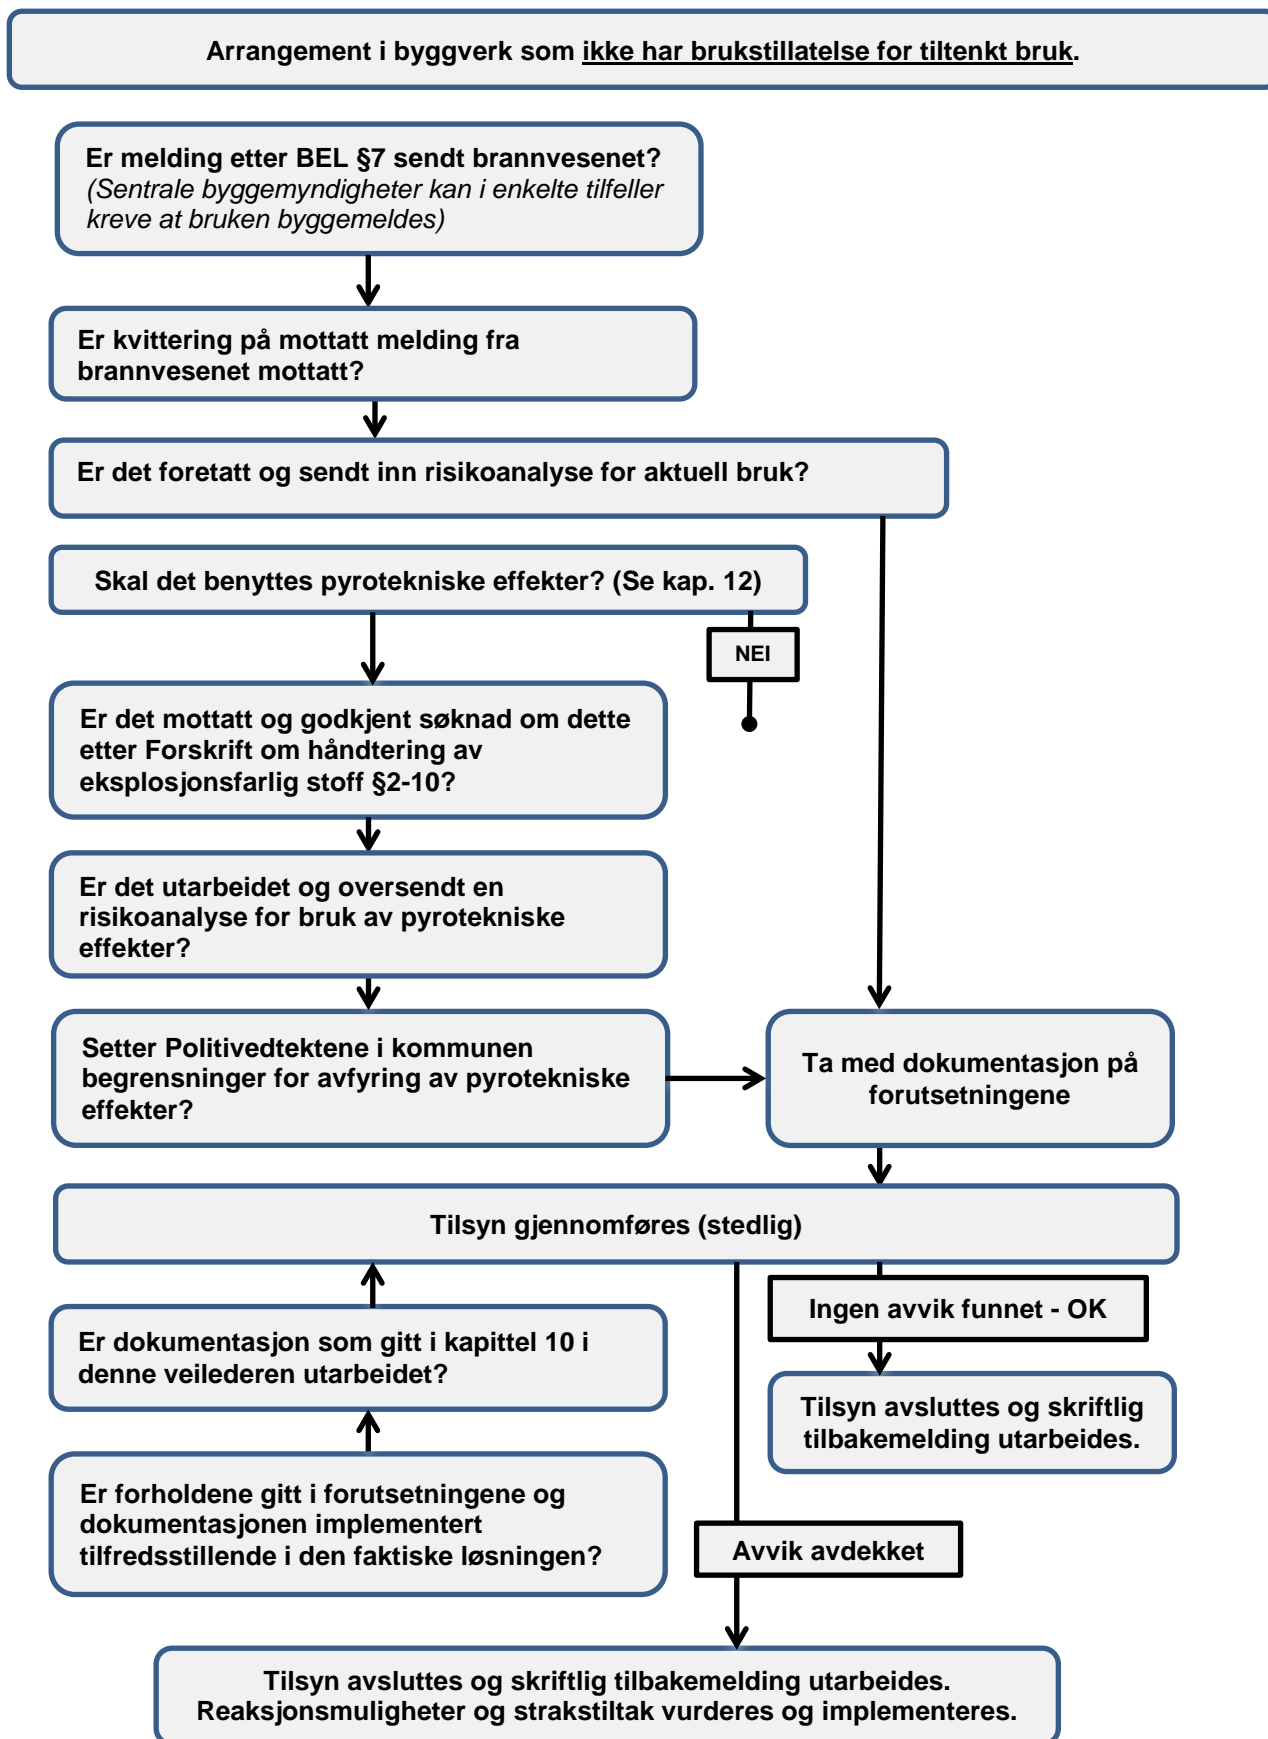 Arrangement i byggverk som ikke har brukstillatelse for tiltenkt bruk.
Er melding etter BEL §7 sendt brannvesenet?
(Sentrale byggemyndigheter kan i enkelte tilfeller
kreve at bruken byggemeldes)
Er kvittering på mottatt melding fra
brannvesenet mottatt?
Er det foretatt og sendt inn risikoanalyse for aktuell bruk?
Skal det benyttes pyrotekniske effekter? (Se kap. 12)
NEI
Er det mottatt og godkjent søknad om dette
etter Forskrift om håndtering av
eksplosjonsfarlig stoff §2-10?
Er det utarbeidet og oversendt en
risikoanalyse for bruk av pyrotekniske
effekter?
Setter Politivedtektene i kommunen
begrensninger for avfyring av pyrotekniske
effekter?
Ta med dokumentasjon på
forutsetningene
Tilsyn gjennomføres (stedlig)
Ingen avvik funnet - OK
Er dokumentasjon som gitt i kapittel 10 i
denne veilederen utarbeidet?
Tilsyn avsluttes og skriftlig
tilbakemelding utarbeides.
Er forholdene gitt i forutsetningene og
dokumentasjonen implementert
tilfredsstillende i den faktiske løsningen?
Avvik avdekket
Tilsyn avsluttes og skriftlig tilbakemelding utarbeides.
Reaksjonsmuligheter og strakstiltak vurderes og implementeres.